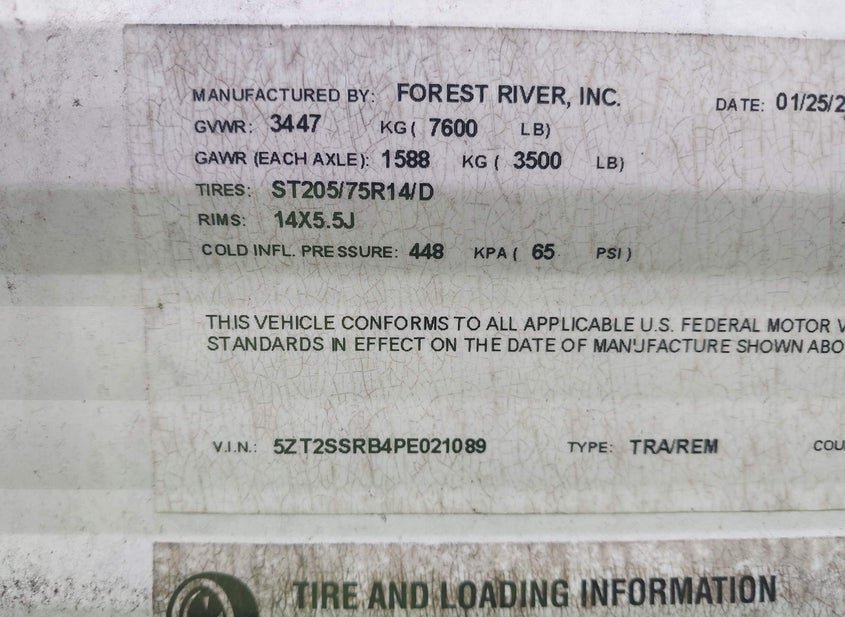 MANUFACTURED BY: FOREST RIVER, INC. DATE: 01/25/2
GVWR: 3447 KG ( 7600 LB)
GAWR (EACH AXLE): 1588 KG ( 3500 LB)
TIRES: ST205/75R14/D
RIMS: 14X5.5J
COLD INFL. PRESSURE: 448 KPA ( 65 PSI )
THIS VEHICLE CONFORMS TO ALL APPLICABLE U.S. FEDERAL MOTOR V
STANDARDS IN EFFECT ON THE DATE OF MANUFACTURE SHOWN ABO
V.I.N.: 5ZT2SSRB4PE021089 TYPE: TRA/REM COU
TIRE AND LOADING INFORMATION